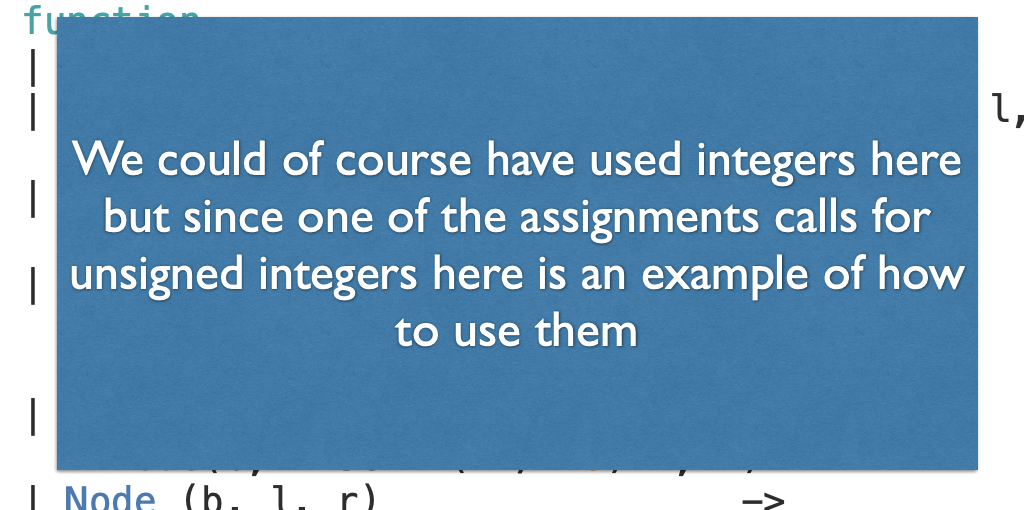 function
|
| l,
We could of course have used integers here
but since one of the assignments calls for
unsigned integers here is an example of how
to use them
|
|
|
| Node (b, l, r) ->